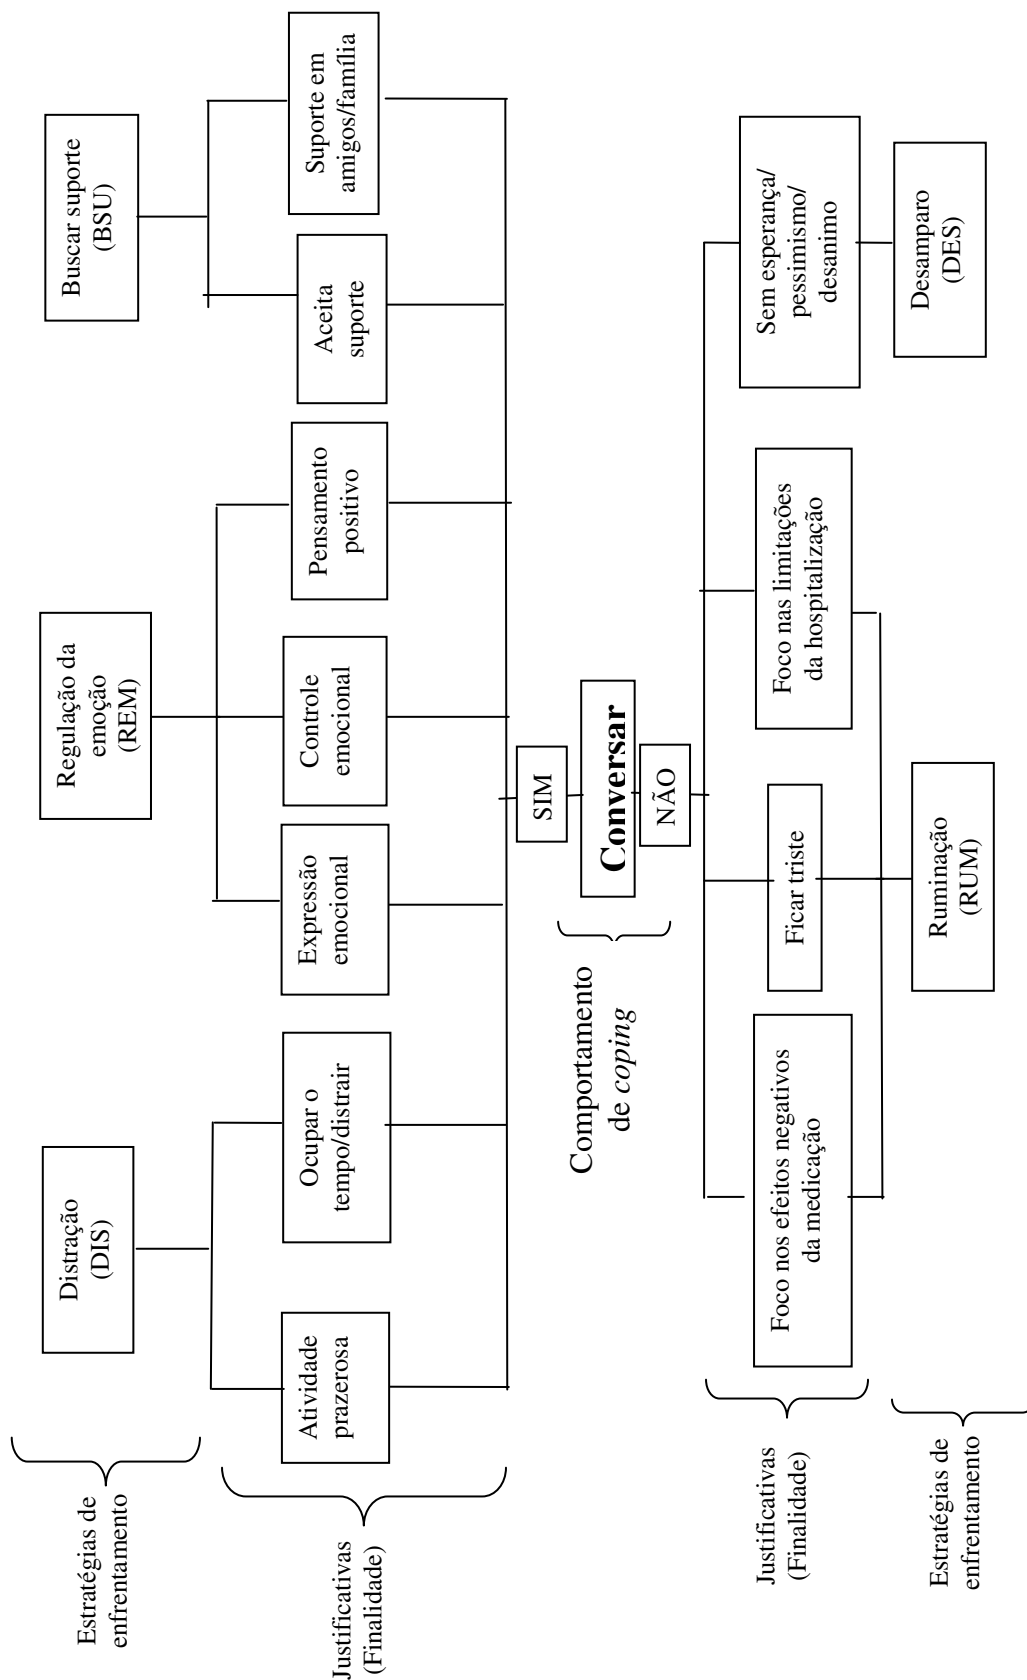 Estratégias de
enfrentamento
Distração
(DIS)
Regulação da
emoção
(REM)
Buscar suporte
(BSU)
Justificativas
(Finalidade)
Atividade
prazerosa
Ocupar o
tempo/distrair
Expressão
emocional
Controle
emocional
Pensamento
positivo
Aceita
suporte
Suporte em
amigos/família
SIM
Comportamento
de coping
Conversar
NÃO
Justificativas
(Finalidade)
Foco nos efeitos negativos
da medicação
Ficar triste
Foco nas limitações
da hospitalização
Sem esperança/
pessimismo/
desanimo
Estratégias de
enfrentamento
Ruminação
(RUM)
Desamparo
(DES)